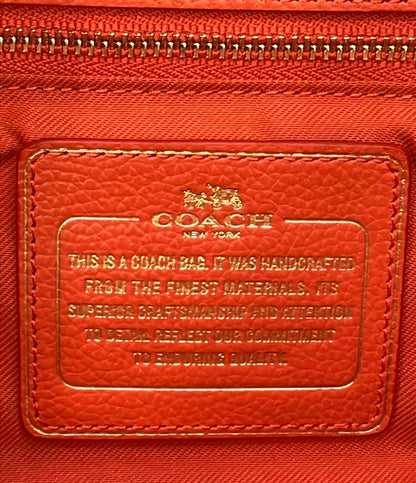 COACH
NEW YORK
THIS IS A COACH BAG. IT WAS HANDCRAFTED
FROM THE FINEST MATERIALS. ITS
SUPERIOR CRAFTSMANSHIP AND ATTENTION
TO DETAIL REFLECT OUR COMMITMENT
TO ENDURING QUALITY.